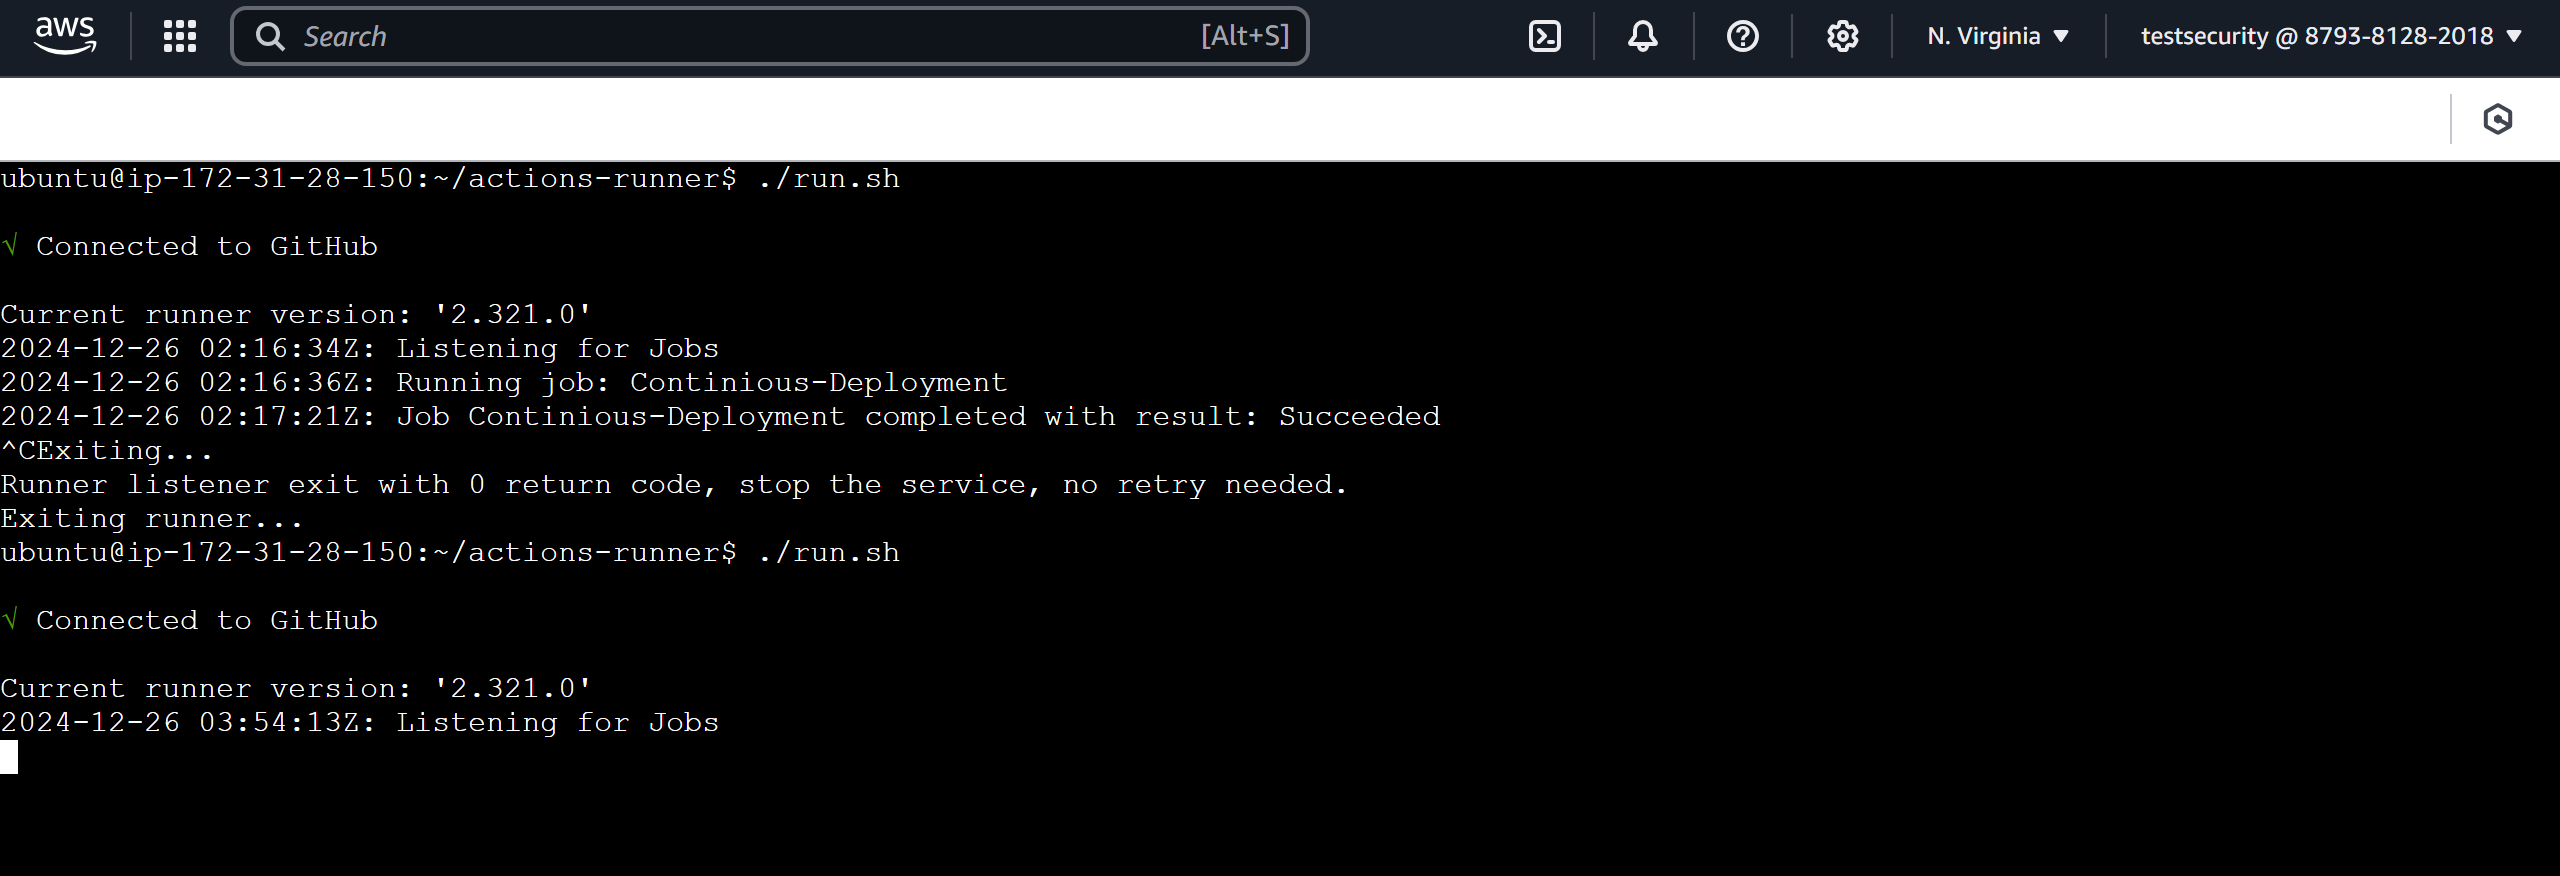 aws
Search [Alt+S] N. Virginia testsecurity @ 8793-8128-2018
ubuntu@ip-172-31-28-150:~/actions-runner$ ./run.sh
√ Connected to GitHub
Current runner version: '2.321.0'
2024-12-26 02:16:34Z: Listening for Jobs
2024-12-26 02:16:36Z: Running job: Continious-Deployment
2024-12-26 02:17:21Z: Job Continious-Deployment completed with result: Succeeded
^CExiting...
Runner listener exit with 0 return code, stop the service, no retry needed.
Exiting runner...
ubuntu@ip-172-31-28-150:~/actions-runner$ ./run.sh
√ Connected to GitHub
Current runner version: '2.321.0'
2024-12-26 03:54:13Z: Listening for Jobs